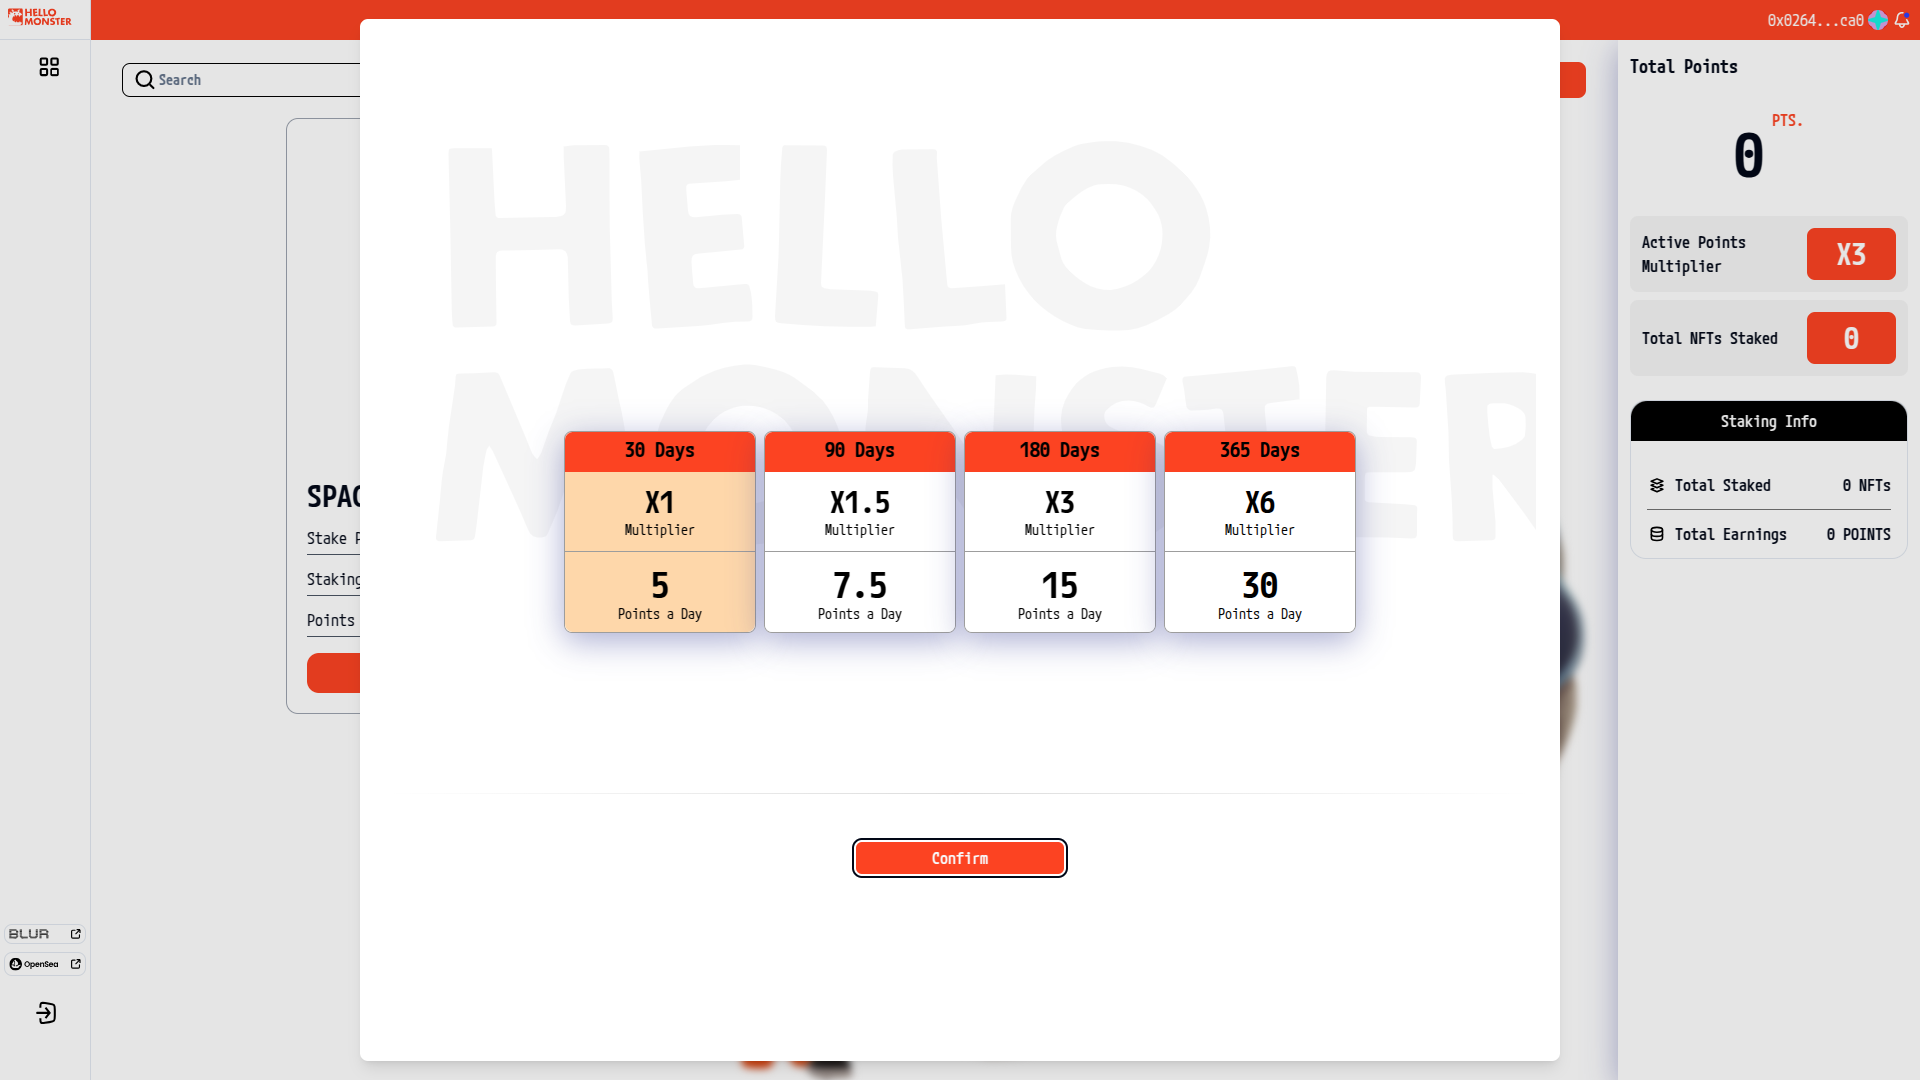 HELLO
MONSTER
0x0264...ca0
Search
HELLO
MONSTER
30 Days
90 Days
180 Days
365 Days
X1
Multiplier
X1.5
Multiplier
X3
Multiplier
X6
Multiplier
5
Points a Day
7.5
Points a Day
15
Points a Day
30
Points a Day
Confirm
Stake
Staking
Points
Total Points
PTS.
0
Active Points
Multiplier
X3
Total NFTs Staked
0
Staking Info
Total Staked
0 NFTs
Total Earnings
0 POINTS
BLUR
OpenSea